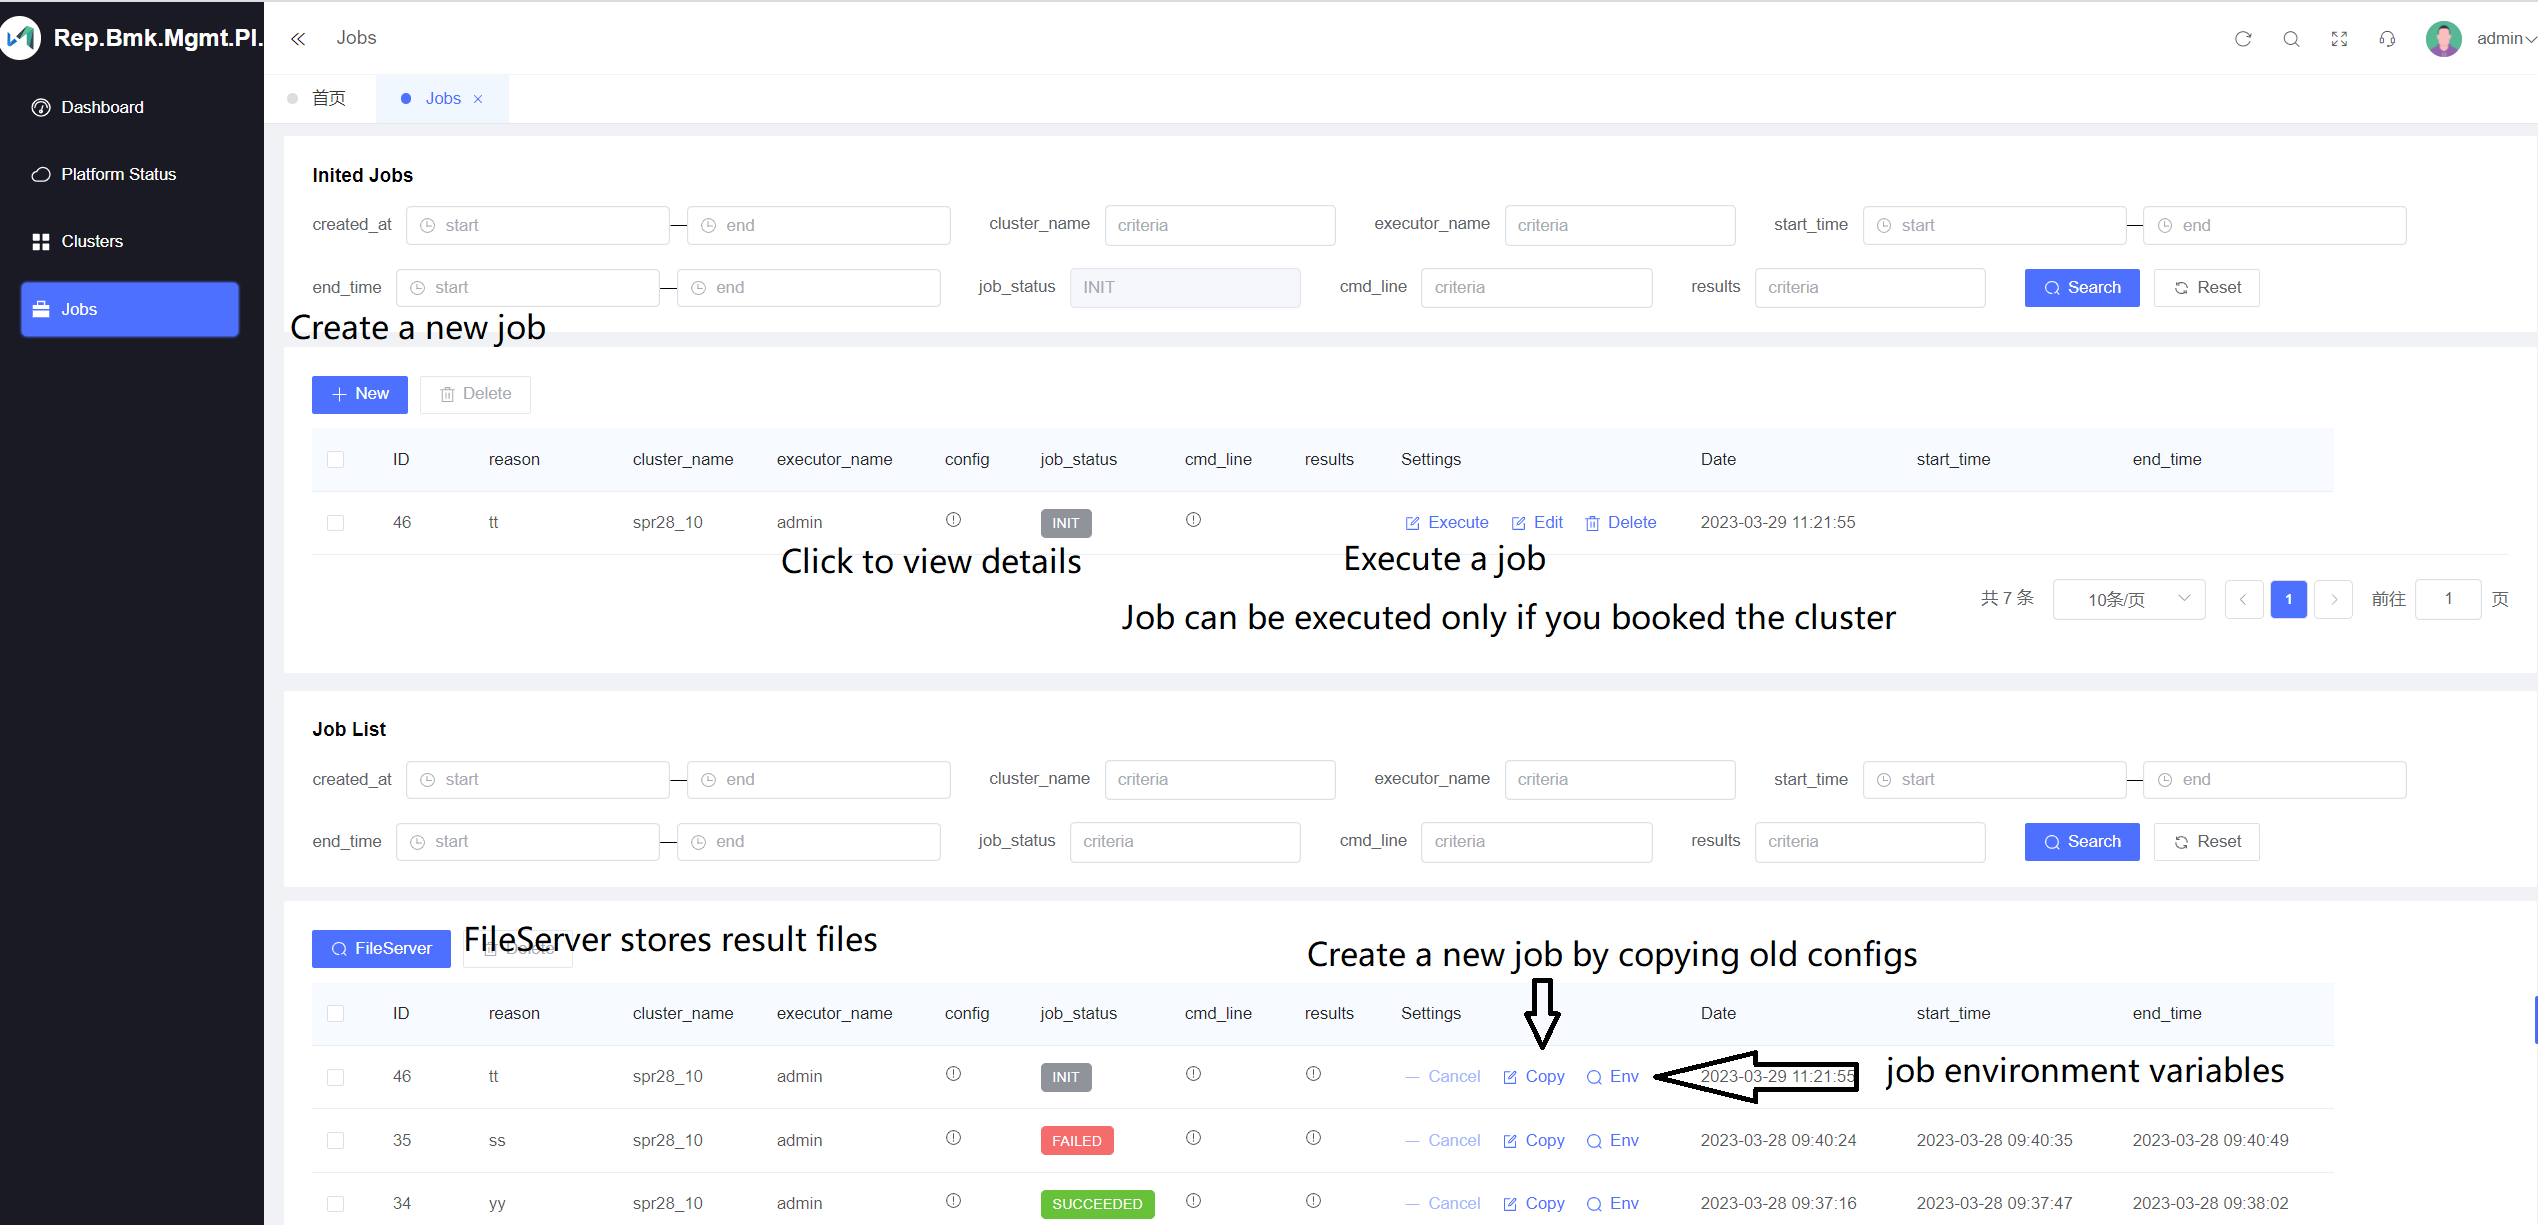 Rep.Bmk.Mgmt.Pl.
Jobs
admin
Dashboard
Platform Status
Clusters
Jobs
首页
Jobs
Inited Jobs
created_at start end cluster_name criteria executor_name criteria start_time start end
end_time start end job_status INIT cmd_line criteria results criteria Search Reset
Create a new job
New Delete
ID reason cluster_name executor_name config job_status cmd_line results Settings Date start_time end_time
46 tt spr28_10 admin INIT Execute Edit Delete 2023-03-29 11:21:55
Click to view details
Execute a job
Job can be executed only if you booked the cluster
共 7 条 10条/页 1 前往 1 页
Job List
created_at start end cluster_name criteria executor_name criteria start_time start end
end_time start end job_status criteria cmd_line criteria results criteria Search Reset
FileServer Delete
FileServer stores result files
Create a new job by copying old configs
ID reason cluster_name executor_name config job_status cmd_line results Settings Date start_time end_time
46 tt spr28_10 admin INIT Cancel Copy Env 2023-03-29 11:21:55
job environment variables
35 ss spr28_10 admin FAILED Cancel Copy Env 2023-03-28 09:40:24 2023-03-28 09:40:35 2023-03-28 09:40:49
34 yy spr28_10 admin SUCCEEDED Cancel Copy Env 2023-03-28 09:37:16 2023-03-28 09:37:47 2023-03-28 09:38:02